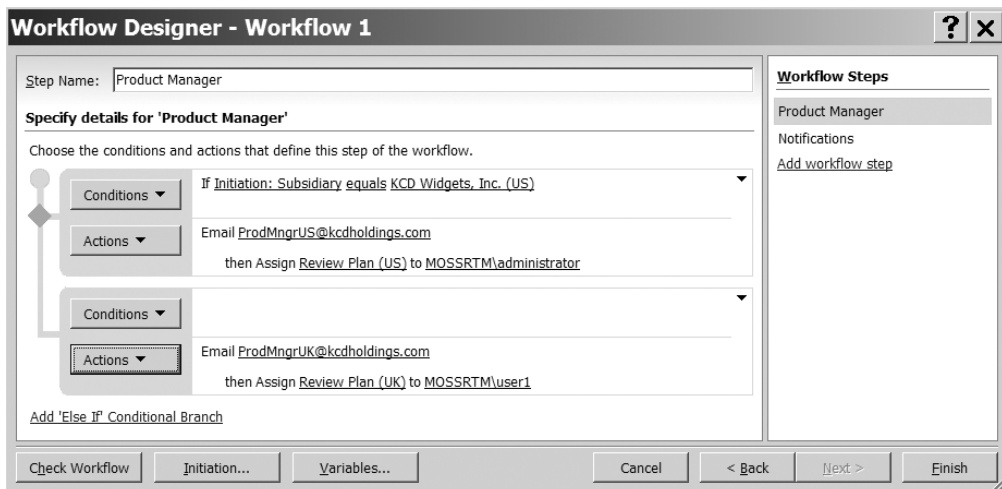 Workflow Designer - Workflow 1
Step Name: Product Manager
Specify details for 'Product Manager'
Choose the conditions and actions that define this step of the workflow.
Conditions
If Initiation: Subsidiary equals KCD Widgets, Inc. (US)
Actions
Email ProdMngrUS@kcdholdings.com
then Assign Review Plan (US) to MOSSRTM\administrator
Conditions
Actions
Email ProdMngrUK@kcdholdings.com
then Assign Review Plan (UK) to MOSSRTM\user1
Add 'Else If' Conditional Branch
Workflow Steps
Product Manager
Notifications
Add workflow step
Check Workflow Initiation... Variables... Cancel < Back Next > Finish